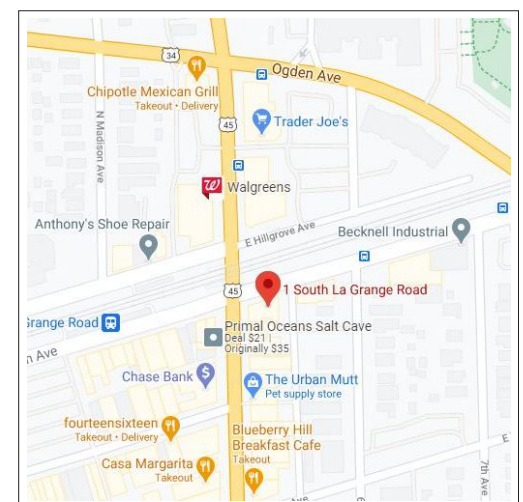 34
Ogden Ave
Chipotle Mexican Grill
Takeout • Delivery
N Madison Ave
45
Trader Joe's
Walgreens
Anthony's Shoe Repair
E Hillgrove Ave
Becknell Industrial
45
1 South La Grange Road
Grange Road
Primal Oceans Salt Cave
Deal $21 |
Originally $35
n Ave
Chase Bank
The Urban Mutt
Pet supply store
fourteensixteen
Takeout • Delivery
Blueberry Hill
Breakfast Cafe
Takeout
Casa Margarita
Takeout
E
7th Ave